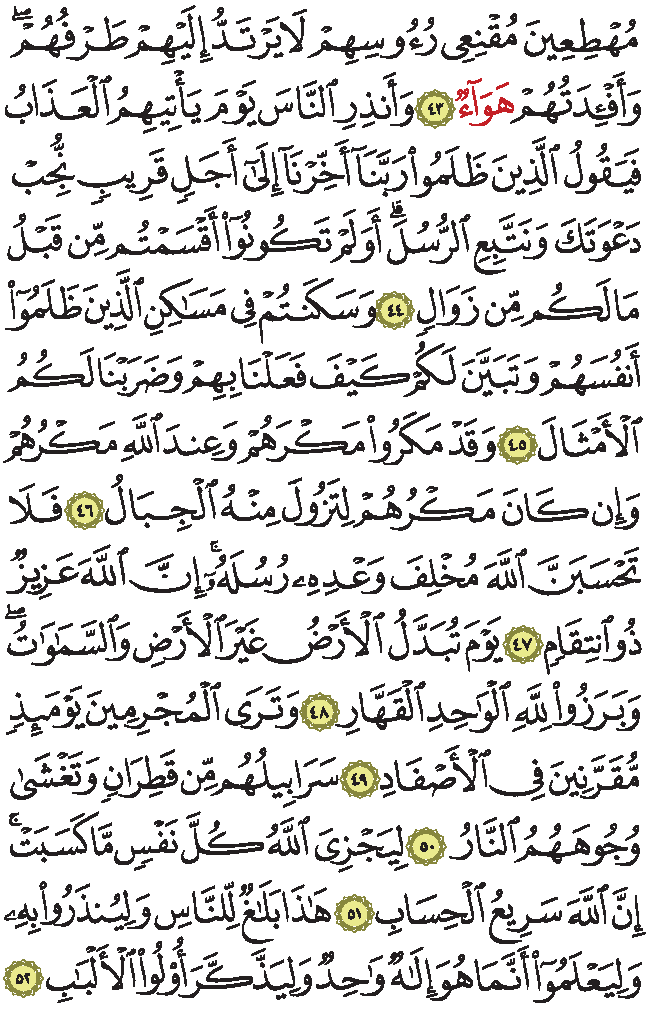 مُهۡطِعِينَ مُقۡنِعِي رُءُوسِهِمۡ لَا يَرۡتَدُّ إِلَيۡهِمۡ طَرۡفُهُمۡۖ
وَأَفۡـِٔدَتُهُمۡ هَوَآءٞ ٤٣ وَأَنذِرِ ٱلنَّاسَ يَوۡمَ يَأۡتِيهِمُ ٱلۡعَذَابُ
فَيَقُولُ ٱلَّذِينَ ظَلَمُواْ رَبَّنَآ أَخِّرۡنَآ إِلَىٰٓ أَجَلٖ قَرِيبٖ نُّجِبۡ
دَعۡوَتَكَ وَنَتَّبِعِ ٱلرُّسُلَۗ أَوَلَمۡ تَكُونُوٓاْ أَقۡسَمۡتُم مِّن قَبۡلُ
مَا لَكُم مِّن زَوَالٖ ٤٤ وَسَكَنتُمۡ فِي مَسَٰكِنِ ٱلَّذِينَ ظَلَمُوٓاْ
أَنفُسَهُمۡ وَتَبَيَّنَ لَكُمۡ كَيۡفَ فَعَلۡنَا بِهِمۡ وَضَرَبۡنَا لَكُمُ
ٱلۡأَمۡثَالَ ٤٥ وَقَدۡ مَكَرُواْ مَكۡرَهُمۡ وَعِندَ ٱللَّهِ مَكۡرُهُمۡ
وَإِن كَانَ مَكۡرُهُمۡ لِتَزُولَ مِنۡهُ ٱلۡجِبَالُ ٤٦ فَلَا
تَحۡسَبَنَّ ٱللَّهَ مُخۡلِفَ وَعۡدِهِۦ رُسُلَهُۥٓۚ إِنَّ ٱللَّهَ عَزِيزٞ
ذُو ٱنتِقَامٖ ٤٧ يَوۡمَ تُبَدَّلُ ٱلۡأَرۡضُ غَيۡرَ ٱلۡأَرۡضِ وَٱلسَّمَٰوَٰتُۖ
وَبَرَزُواْ لِلَّهِ ٱلۡوَٰحِدِ ٱلۡقَهَّارِ ٤٨ وَتَرَى ٱلۡمُجۡرِمِينَ يَوۡمَئِذٖ
مُّقَرَّنِينَ فِي ٱلۡأَصۡفَادِ ٤٩ سَرَابِيلُهُم مِّن قَطِرَانٖ وَتَغۡشَىٰ
وُجُوهَهُمُ ٱلنَّارُ ٥٠ لِيَجۡزِيَ ٱللَّهُ كُلَّ نَفۡسٖ مَّا كَسَبَتۡۚ
إِنَّ ٱللَّهَ سَرِيعُ ٱلۡحِسَابِ ٥١ هَٰذَا بَلَٰغٞ لِّلنَّاسِ وَلِيُنذَرُواْ بِهِۦ
وَلِيَعۡلَمُوٓاْ أَنَّمَا هُوَ إِلَٰهٞ وَٰحِدٞ وَلِيَذَّكَّرَ أُوْلُواْ ٱلۡأَلۡبَٰبِ ٥٢